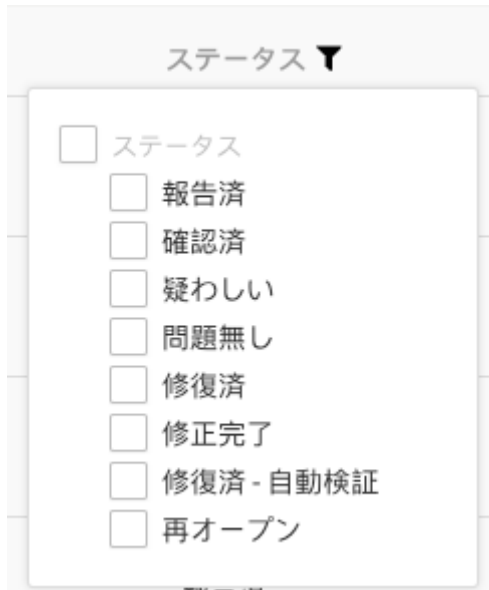 ステータス
ステータス
報告済
確認済
疑わしい
問題無し
修復済
修正完了
修復済 - 自動検証
再オープン